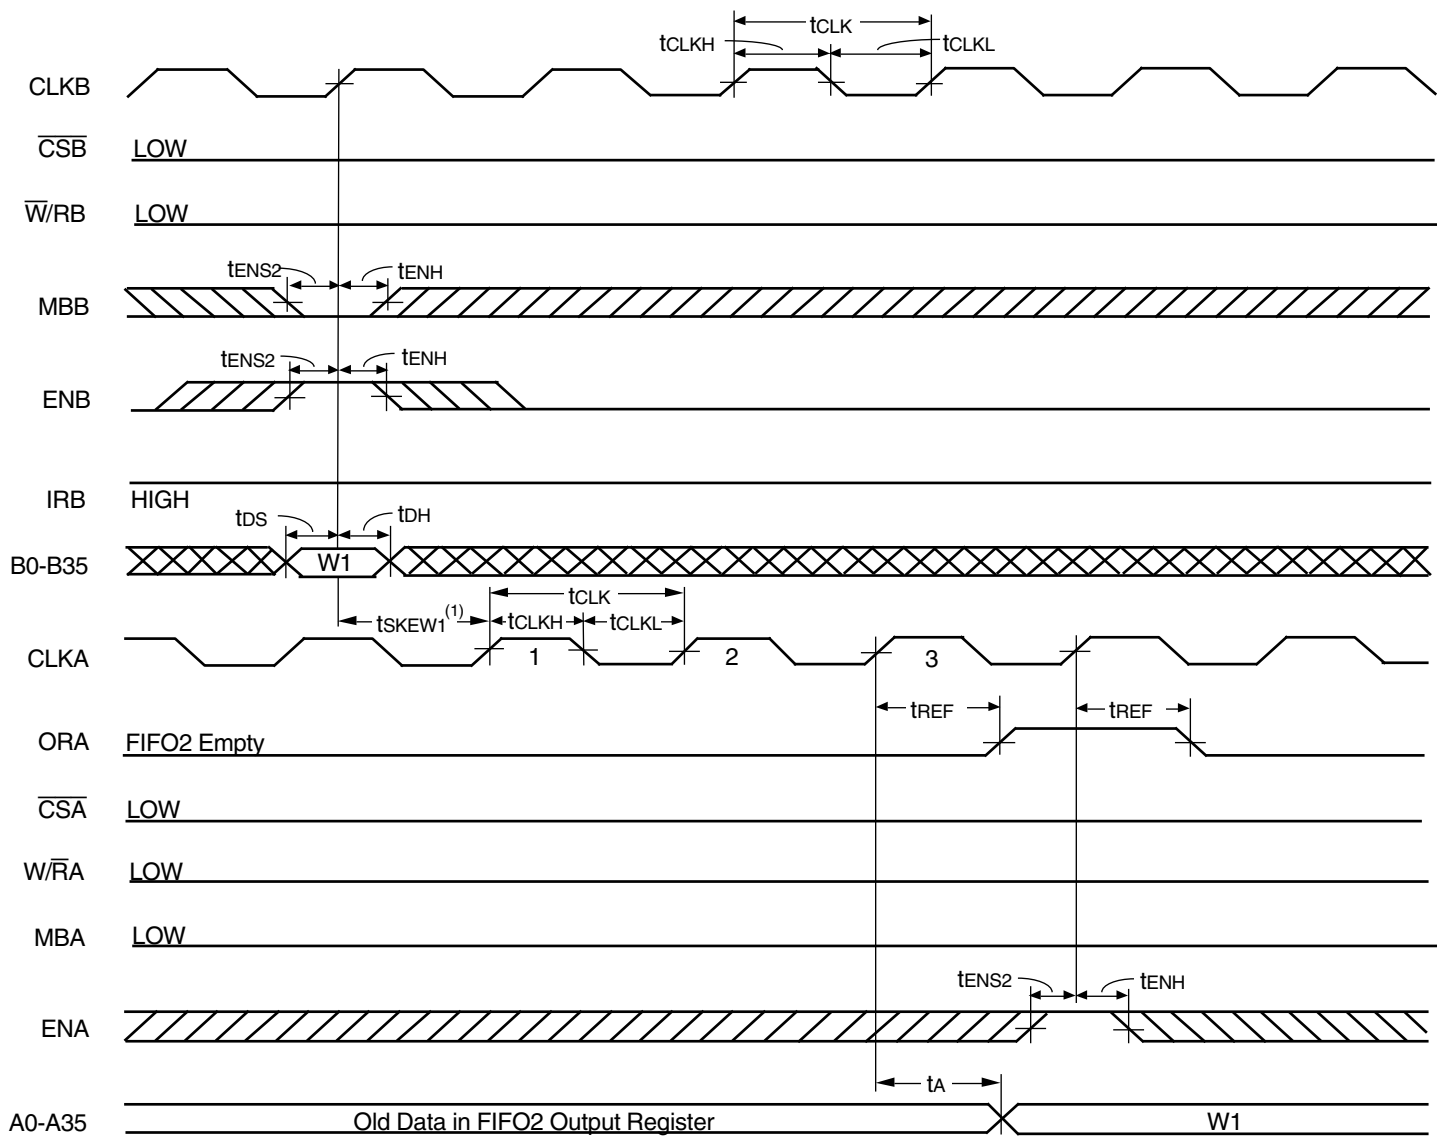 tCLK
tCLKH
tCLKL
CLKB
CSB
LOW
W/RB
LOW
tENS2
tENH
MBB
tENS2
tENH
ENB
IRB
HIGH
tDS
tDH
B0-B35
W1
tCLK
tSKEW1(1)
tCLKH
tCLKL
CLKA
1
2
3
tREF
tREF
ORA
FIFO2 Empty
CSA
LOW
W/RA
LOW
MBA
LOW
tENS2
tENH
ENA
tA
A0-A35
Old Data in FIFO2 Output Register
W1